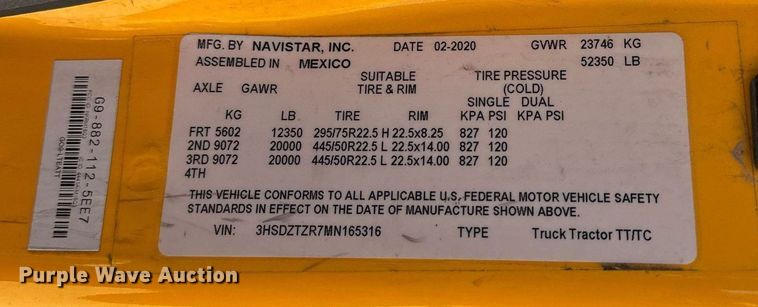 MFG. BY NAVISTAR, INC. DATE 02-2020 GVWR 23746 KG
ASSEMBLED IN MEXICO 52350 LB
SUITABLE TIRE PRESSURE
AXLE GAWR TIRE & RIM (COLD)
SINGLE DUAL
KG LB TIRE RIM KPA PSI KPA PSI
FRT 5602 12350 295/75R22.5 H 22.5x8.25 827 120
2ND 9072 20000 445/50R22.5 L 22.5x14.00 827 120
3RD 9072 20000 445/50R22.5 L 22.5x14.00 827 120
4TH
THIS VEHICLE CONFORMS TO ALL APPLICABLE U.S. FEDERAL MOTOR VEHICLE SAFETY
STANDARDS IN EFFECT ON THE DATE OF MANUFACTURE SHOWN ABOVE.
VIN: 3HSDZTZR7MN165316 TYPE Truck Tractor TT/TC
G9-882-112-5EE7
Purple Wave Auction